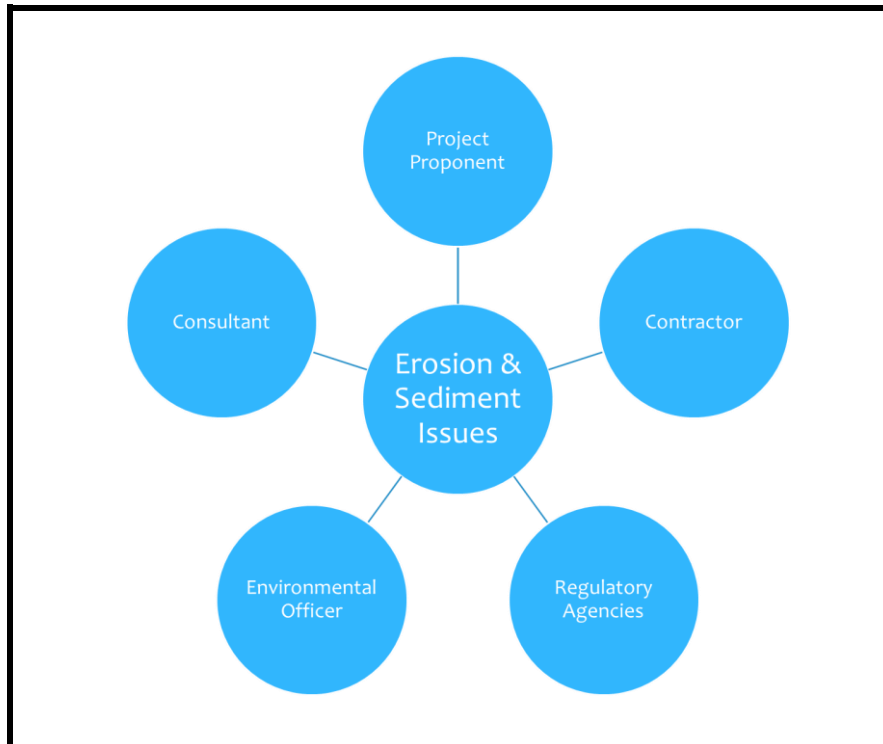 Project
Proponent
Consultant
Contractor
Erosion &
Sediment
Issues
Environmental
Officer
Regulatory
Agencies